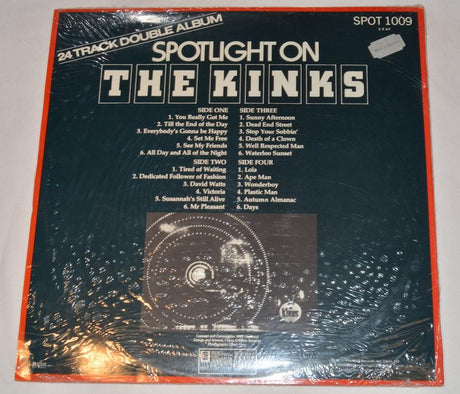 24 TRACK DOUBLE ALBUM
SPOT 1009
SPOTLIGHT ON
THE KINKS
SIDE ONE
1. You Really Got Me
2. Till the End of the Day
3. Everybody's Gonna be Happy
4. Set Me Free
5. See My Friends
6. All Day and All of the Night
SIDE TWO
1. Tired of Waiting
2. Dedicated Follower of Fashion
3. David Watts
4. Victoria
5. Susannah's Still Alive
6. Mr Pleasant
SIDE THREE
1. Sunny Afternoon
2. Dead End Street
3. Stop Your Sobbin'
4. Death of a Clown
5. Well Respected Man
6. Waterloo Sunset
SIDE FOUR
1. Lola
2. Ape Man
3. Wonderboy
4. Plastic Man
5. Autumn Almanac
6. Days